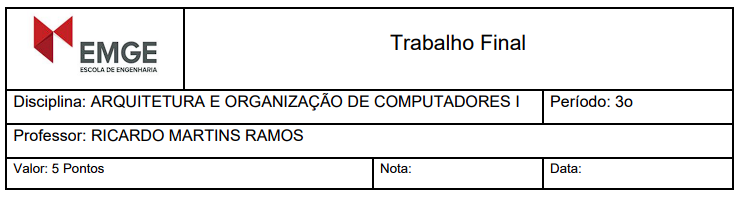 EMGE
ESCOLA DE ENGENHARIA
Trabalho Final
Disciplina: ARQUITETURA E ORGANIZAÇÃO DE COMPUTADORES I
Período: 3o
Professor: RICARDO MARTINS RAMOS
Valor: 5 Pontos
Nota:
Data: